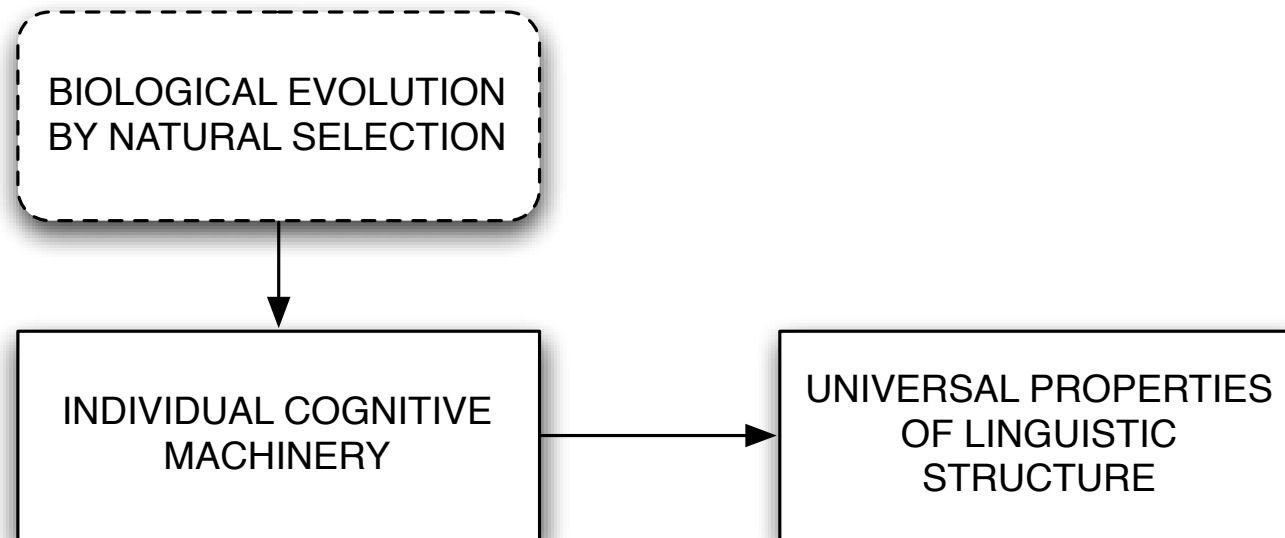 BIOLOGICAL EVOLUTION
BY NATURAL SELECTION
INDIVIDUAL COGNITIVE
MACHINERY
UNIVERSAL PROPERTIES
OF LINGUISTIC
STRUCTURE